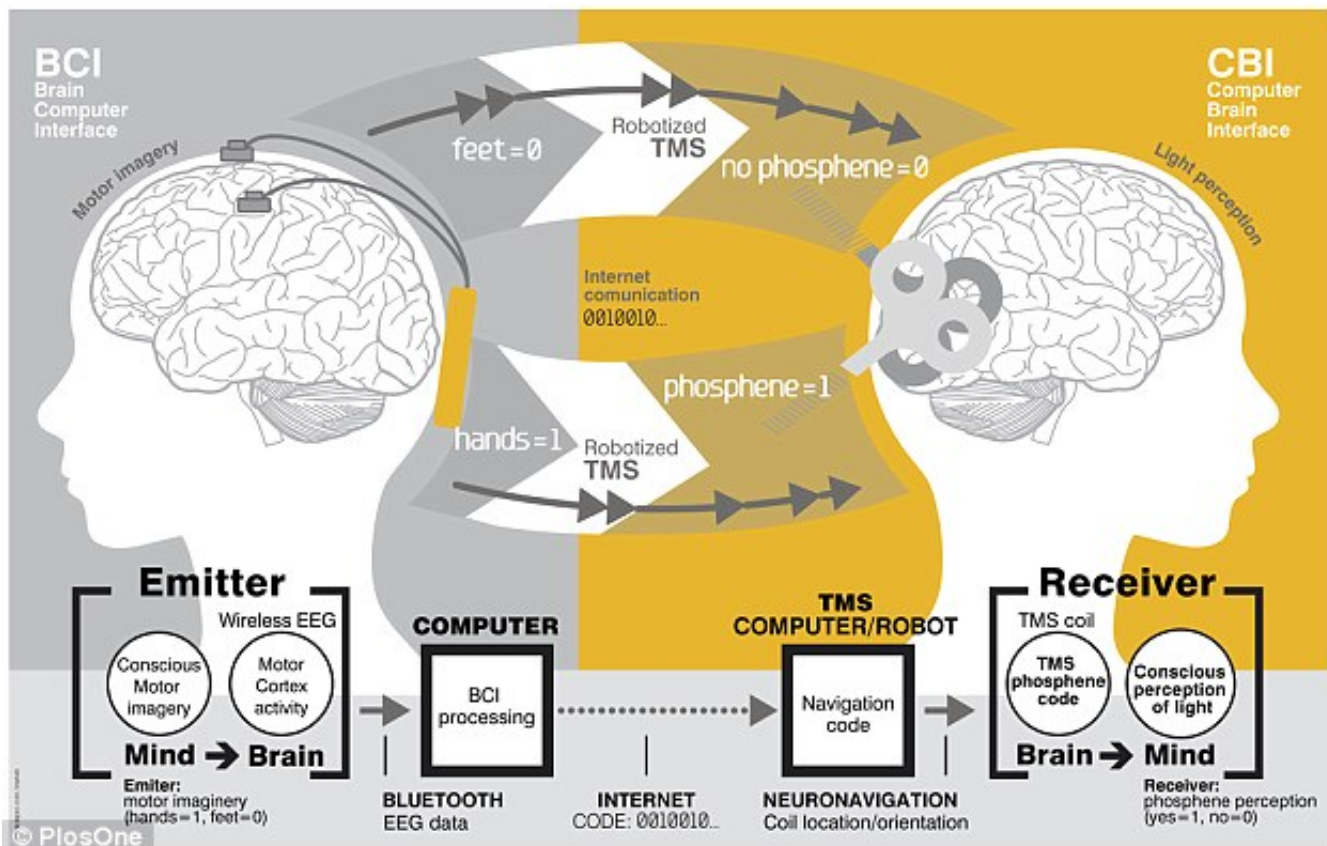 BCI
Brain
Computer
Interface
Motor imagery
feet=0
Robotized
TMS
no phosphene=0
CBI
Computer
Brain
Interface
Light perception
Internet
comunication
0010010...
hands=1
Robotized
TMS
phosphene=1
Emitter
Wireless EEG
Conscious
Motor
imagery
Motor
Cortex
activity
Mind → Brain
Emiter:
motor imaginery
(hands=1, feet=0)
COMPUTER
BCI
processing
BLUETOOTH
EEG data
INTERNET
CODE: 0010010...
TMS
COMPUTER/ROBOT
Navigation
code
NEURONAVIGATION
Coil location/orientation
Receiver
TMS coil
TMS
phosphene
code
Conscious
perception
of light
Brain → Mind
Receiver:
phosphene perception
(yes=1, no=0)
© PlosOne